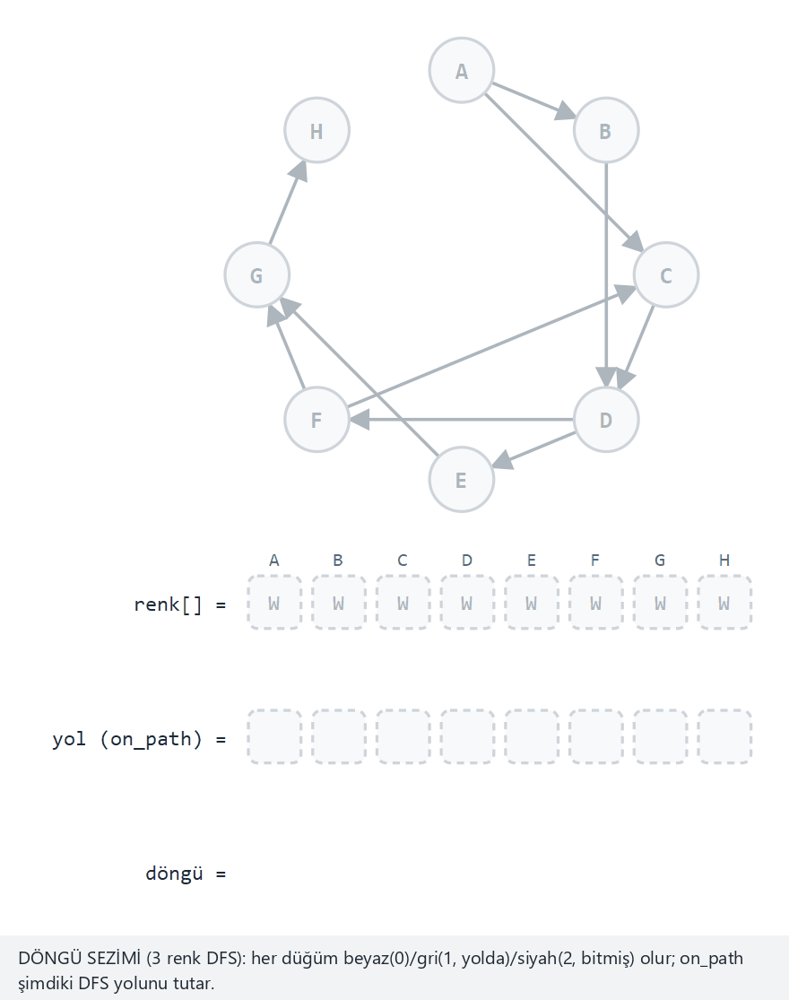 A
H
B
G
C
F
D
E
A B C D E F G H
renk[] = W W W W W W W W
yol (on_path) =
döngü =
DÖNGÜ SEZİMİ (3 renk DFS): her düğüm beyaz(0)/gri(1, yolda)/siyah(2, bitmiş) olur; on_path
şimdiki DFS yolunu tutar.